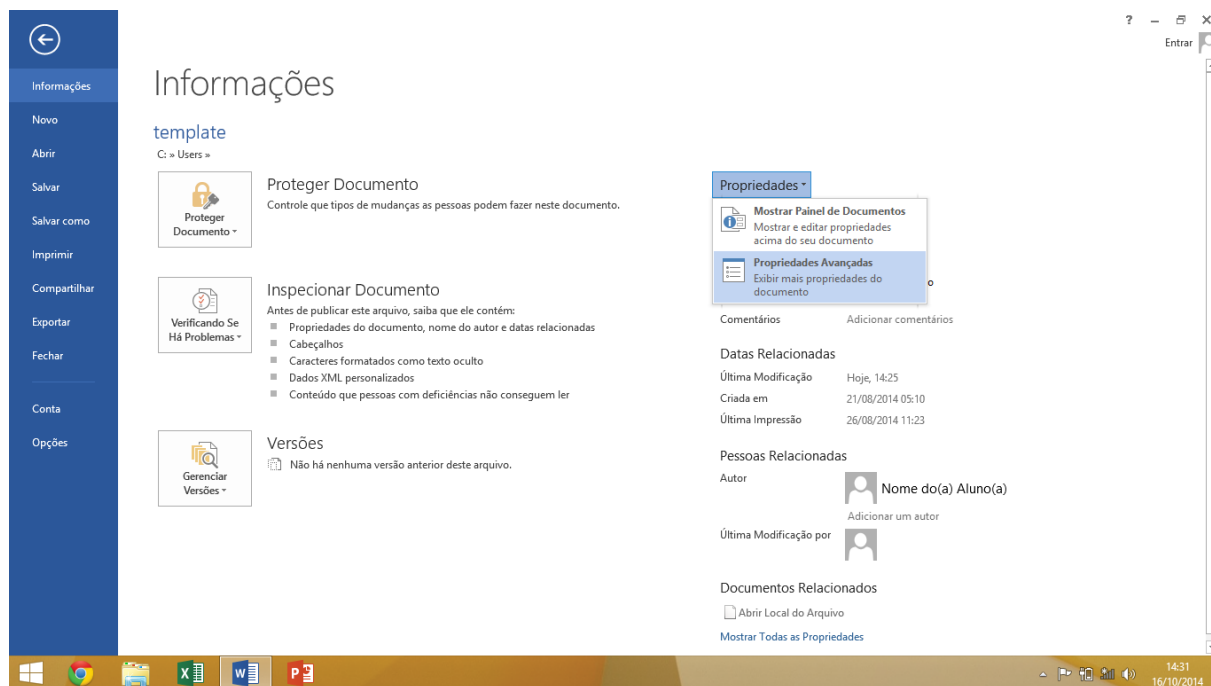 ?
Entrar
Informações
Novo
Abrir
Salvar
Salvar como
Imprimir
Compartilhar
Exportar
Fechar
Conta
Opções
Informações
template
C: » Users »
Proteger
Documento
Proteger Documento
Controle que tipos de mudanças as pessoas podem fazer neste documento.
Verificando Se
Há Problemas
Inspecionar Documento
Antes de publicar este arquivo, saiba que ele contém:
Propriedades do documento, nome do autor e datas relacionadas
Cabeçalhos
Caracteres formatados como texto oculto
Dados XML personalizados
Conteúdo que pessoas com deficiências não conseguem ler
Gerenciar
Versões
Versões
Não há nenhuma versão anterior deste arquivo.
Propriedades
Mostrar Painel de Documentos
Mostrar e editar propriedades
acima do seu documento
Propriedades Avançadas
Exibir mais propriedades do
documento
Comentários Adicionar comentários
Datas Relacionadas
Última Modificação Hoje, 14:25
Criada em 21/08/2014 05:10
Última Impressão 26/08/2014 11:23
Pessoas Relacionadas
Autor
Nome do(a) Aluno(a)
Adicionar um autor
Última Modificação por
Documentos Relacionados
Abrir Local do Arquivo
Mostrar Todas as Propriedades
14:31
16/10/2014